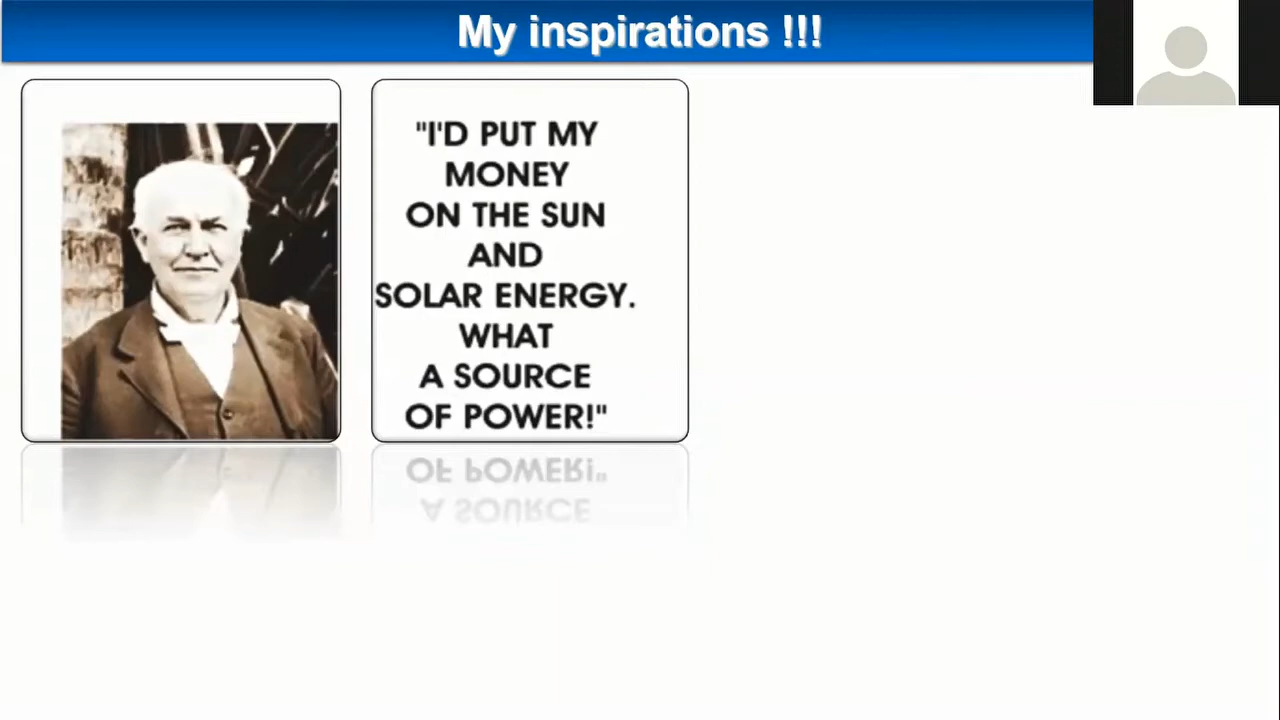 My inspirations !!!
"I'D PUT MY
MONEY
ON THE SUN
AND
SOLAR ENERGY.
WHAT
A SOURCE
OF POWER!"